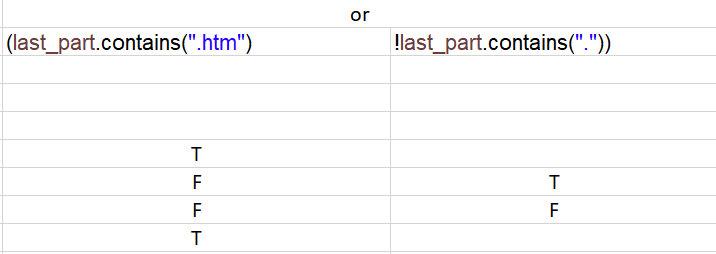 or
(last_part.contains(".htm") !last_part.contains("."))
T
F T
F F
T